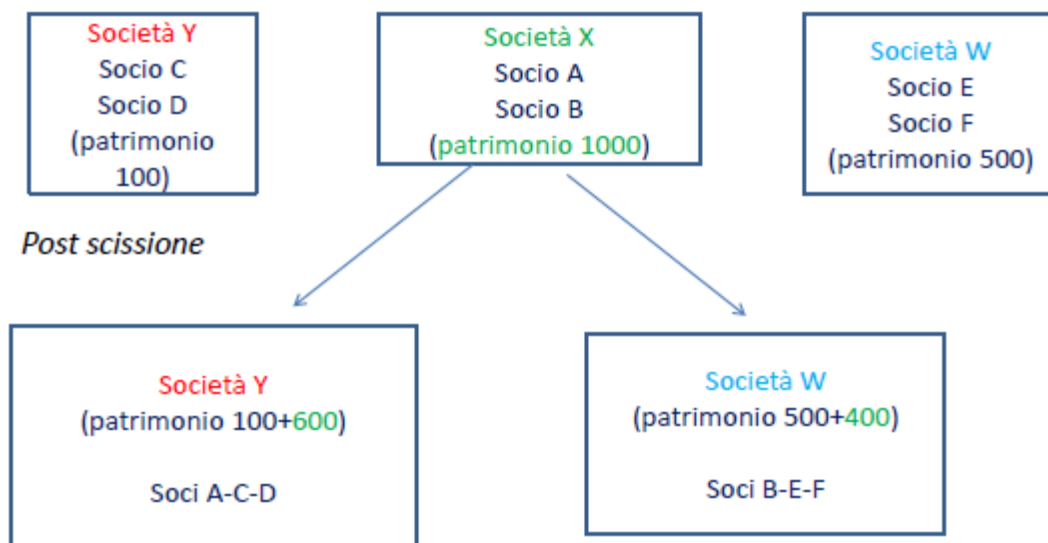 Società Y
Socio C
Socio D
(patrimonio
100)
Società X
Socio A
Socio B
(patrimonio 1000)
Società W
Socio E
Socio F
(patrimonio 500)
Post scissione
Società Y
(patrimonio 100+600)
Soci A-C-D
Società W
(patrimonio 500+400)
Soci B-E-F